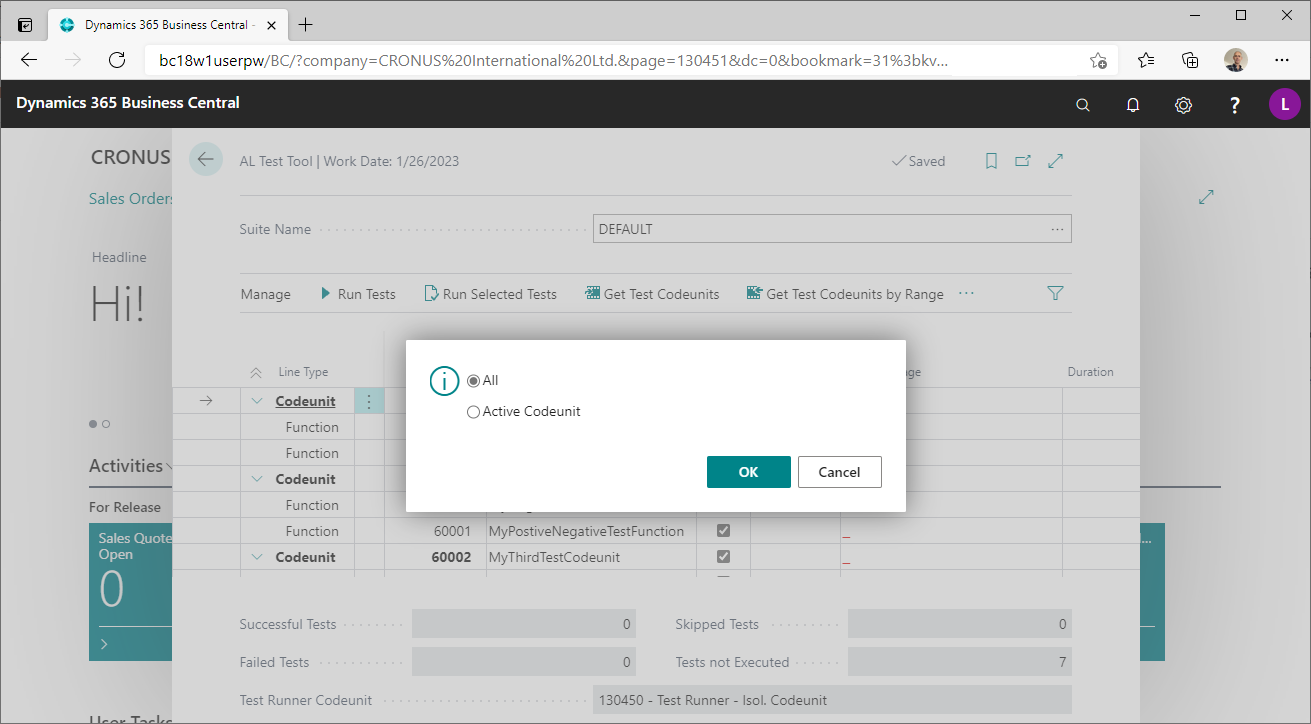 Dynamics 365 Business Central -
bc18w1userpw/BC/?company=CRONUS%20International%20Ltd.&page=130451&dc=0&bookmark=31%3bkv...
Dynamics 365 Business Central
L
CRONUS
AL Test Tool | Work Date: 1/26/2023
Saved
Sales Orders
Suite Name
DEFAULT
Headline
Hi!
Manage
Run Tests
Run Selected Tests
Get Test Codeunits
Get Test Codeunits by Range
Line Type
Duration
All
Active Codeunit
OK
Cancel
Codeunit
Function
Function
Codeunit
Function
Function 60001 MyPostiveNegativeTestFunction _
Codeunit 60002 MyThirdTestCodeunit _
Activities
For Release
Sales Quote
Open
0
Successful Tests 0
Skipped Tests 0
Failed Tests 0
Tests not Executed 7
Test Runner Codeunit 130450 - Test Runner - Isol. Codeunit
User Tasks